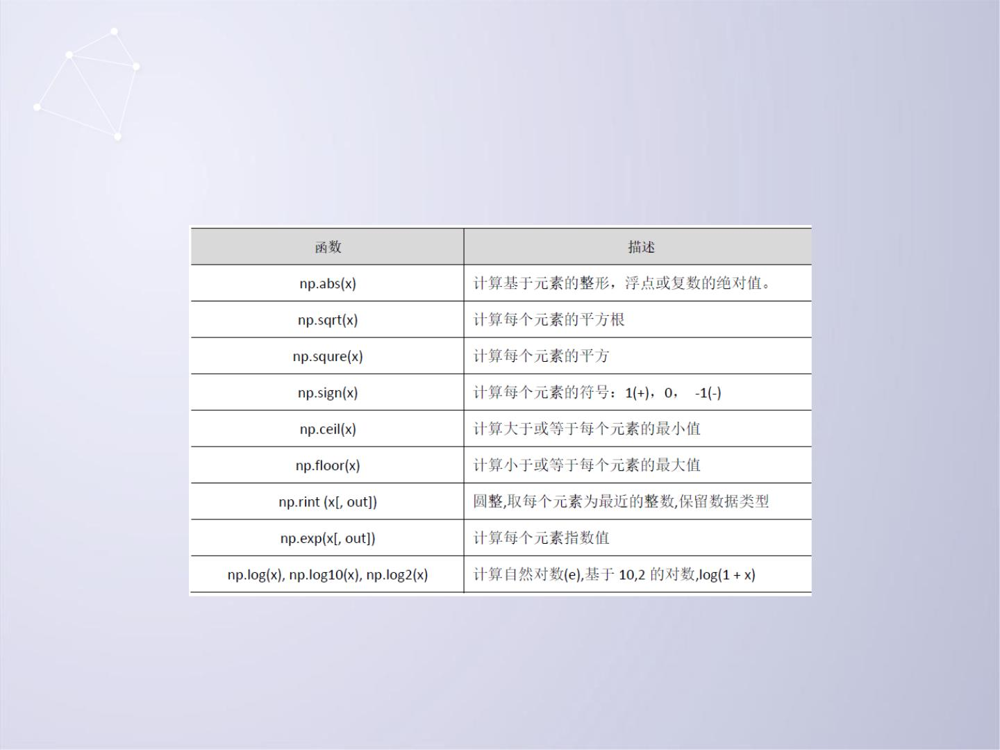 函数 描述
np.abs(x) 计算基于元素的整形，浮点或复数的绝对值。
np.sqrt(x) 计算每个元素的平方根
np.squre(x) 计算每个元素的平方
np.sign(x) 计算每个元素的符号：1(+)，0， -1(-)
np.ceil(x) 计算大于或等于每个元素的最小值
np.floor(x) 计算小于或等于每个元素的最大值
np.rint (x[, out]) 圆整,取每个元素为最近的整数,保留数据类型
np.exp(x[, out]) 计算每个元素指数值
np.log(x), np.log10(x), np.log2(x) 计算自然对数(e),基于 10,2 的对数,log(1 + x)